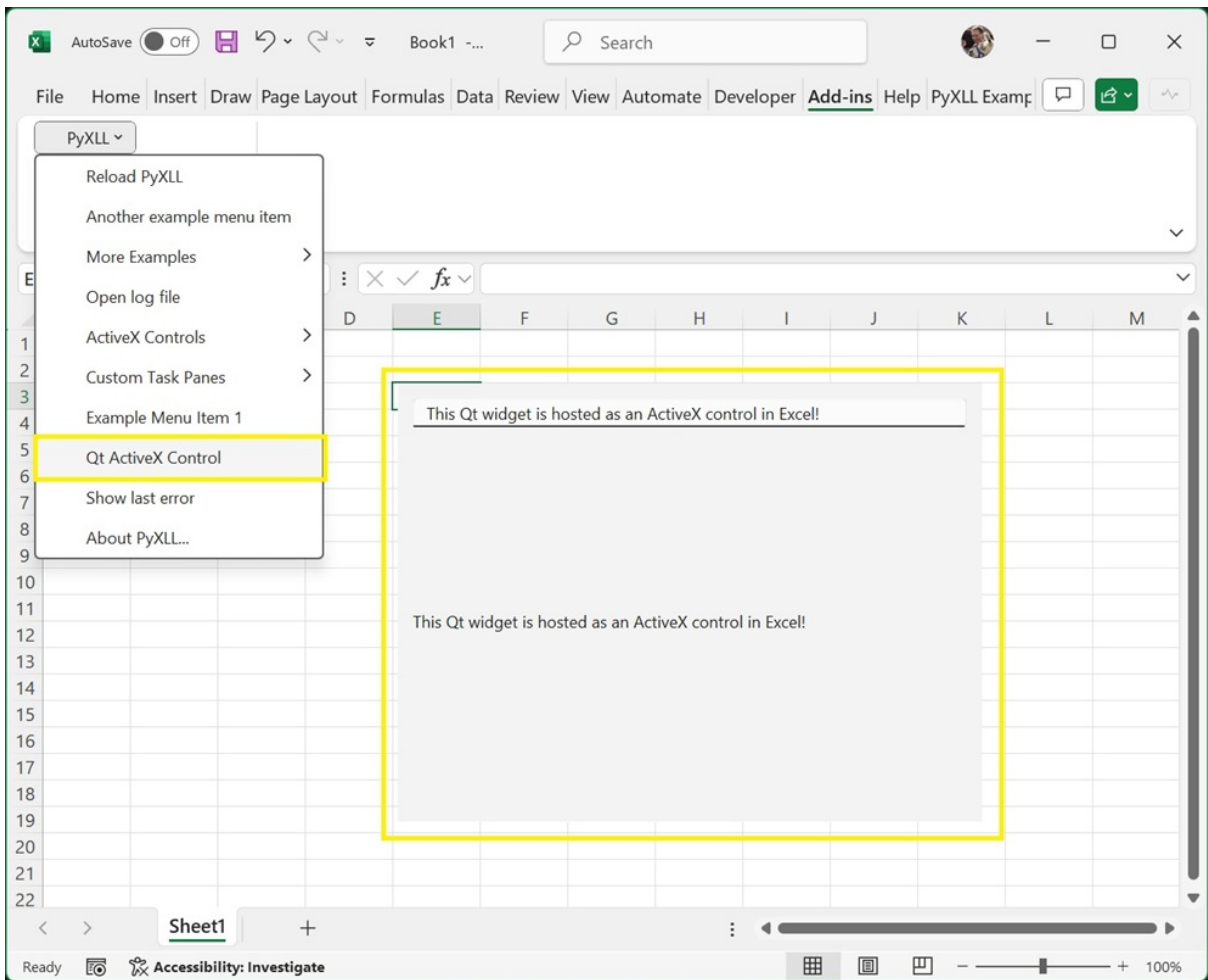 AutoSave Off Book1 -... Search
File Home Insert Draw Page Layout Formulas Data Review View Automate Developer Add-ins Help PyXLL Examp
PyXLL
Reload PyXLL
Another example menu item
More Examples
Open log file
ActiveX Controls
Custom Task Panes
Example Menu Item 1
Qt ActiveX Control
Show last error
About PyXLL...
E fx
D E F G H I J K L M
1
2
3
4
5
6
7
8
9
10
11
12
13
14
15
16
17
18
19
20
21
22
This Qt widget is hosted as an ActiveX control in Excel!
This Qt widget is hosted as an ActiveX control in Excel!
Sheet1
Ready Accessibility: Investigate 100%